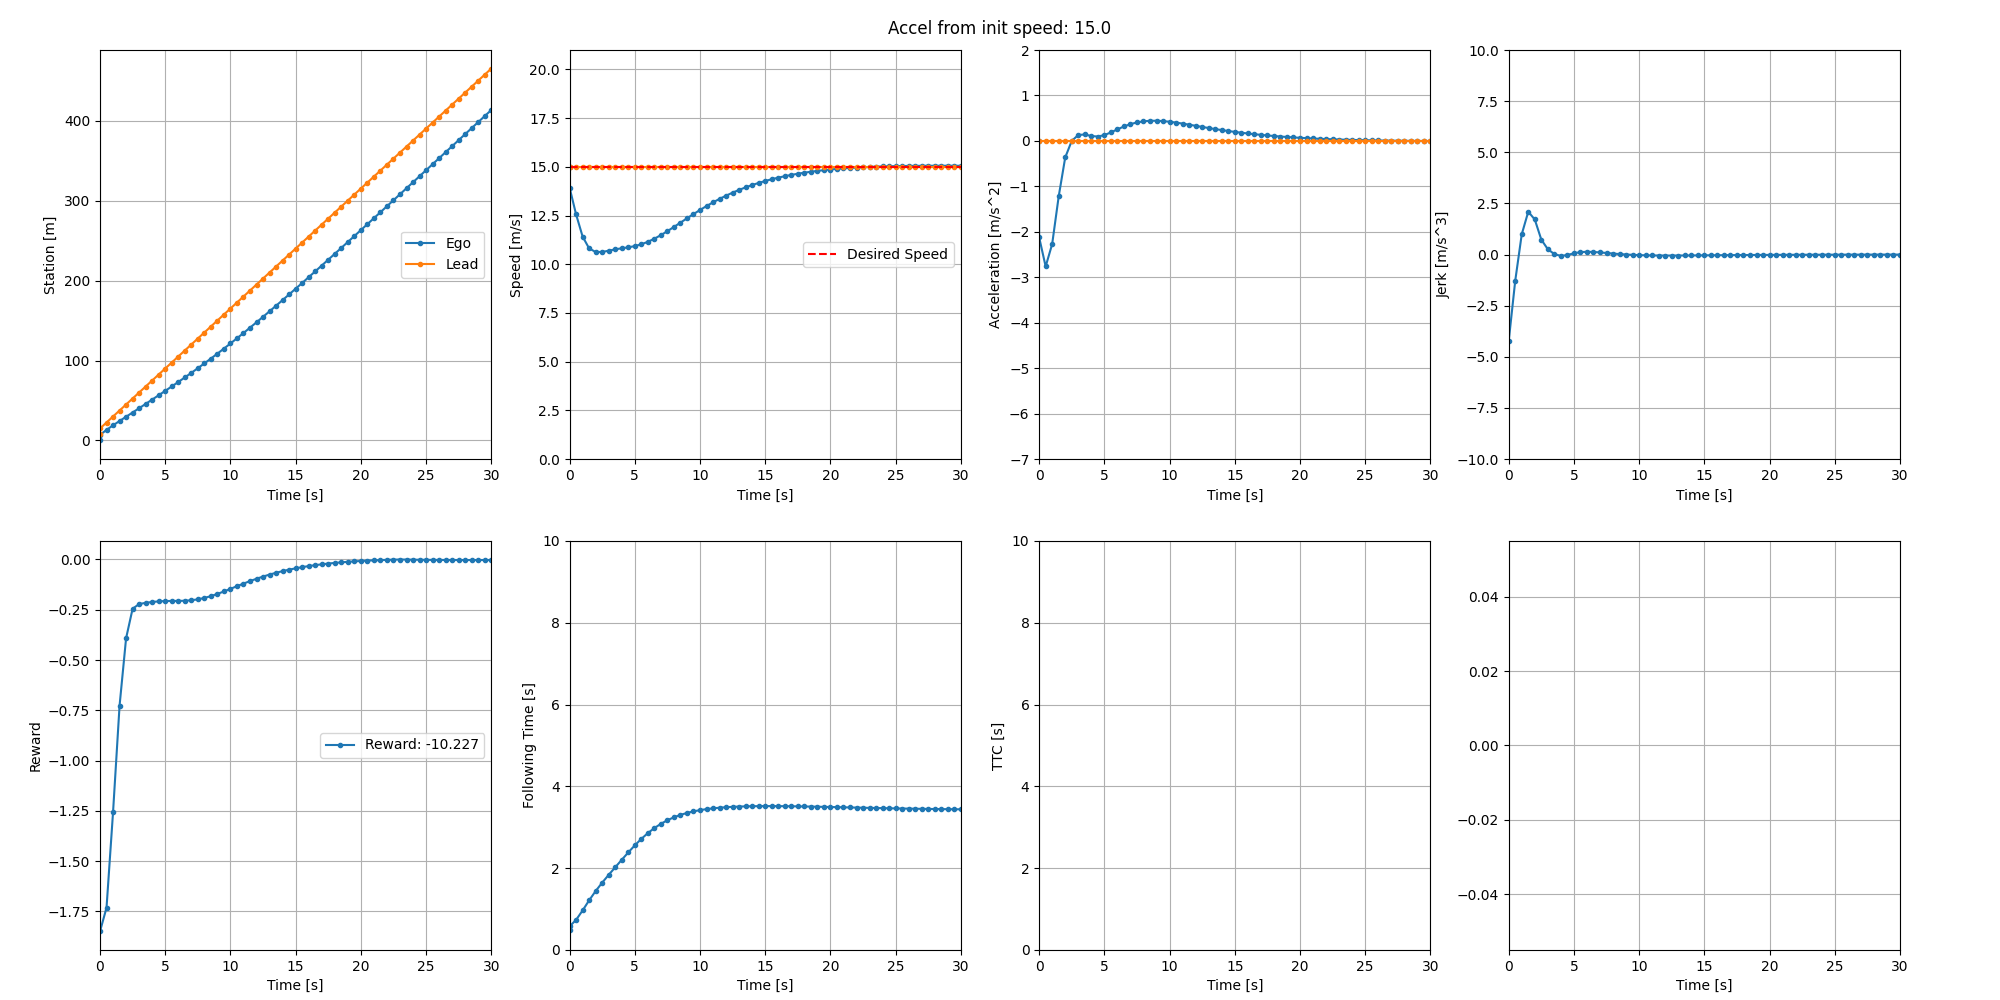 Accel from init speed: 15.0
Station [m]
400
300
200
100
0
0 5 10 15 20 25 30
Time [s]
Ego
Lead
Speed [m/s]
20.0
17.5
15.0
12.5
10.0
7.5
5.0
2.5
0.0
0 5 10 15 20 25 30
Time [s]
Desired Speed
Acceleration [m/s^2]
2
1
0
−1
−2
−3
−4
−5
−6
−7
0 5 10 15 20 25 30
Time [s]
Jerk [m/s^3]
10.0
7.5
5.0
2.5
0.0
−2.5
−5.0
−7.5
−10.0
0 5 10 15 20 25 30
Time [s]
Reward
0.00
−0.25
−0.50
−0.75
−1.00
−1.25
−1.50
−1.75
0 5 10 15 20 25 30
Time [s]
Reward: -10.227
Following Time [s]
10
8
6
4
2
0
0 5 10 15 20 25 30
Time [s]
TTC [s]
10
8
6
4
2
0
0 5 10 15 20 25 30
Time [s]
0.04
0.02
0.00
−0.02
−0.04
0 5 10 15 20 25 30
Time [s]